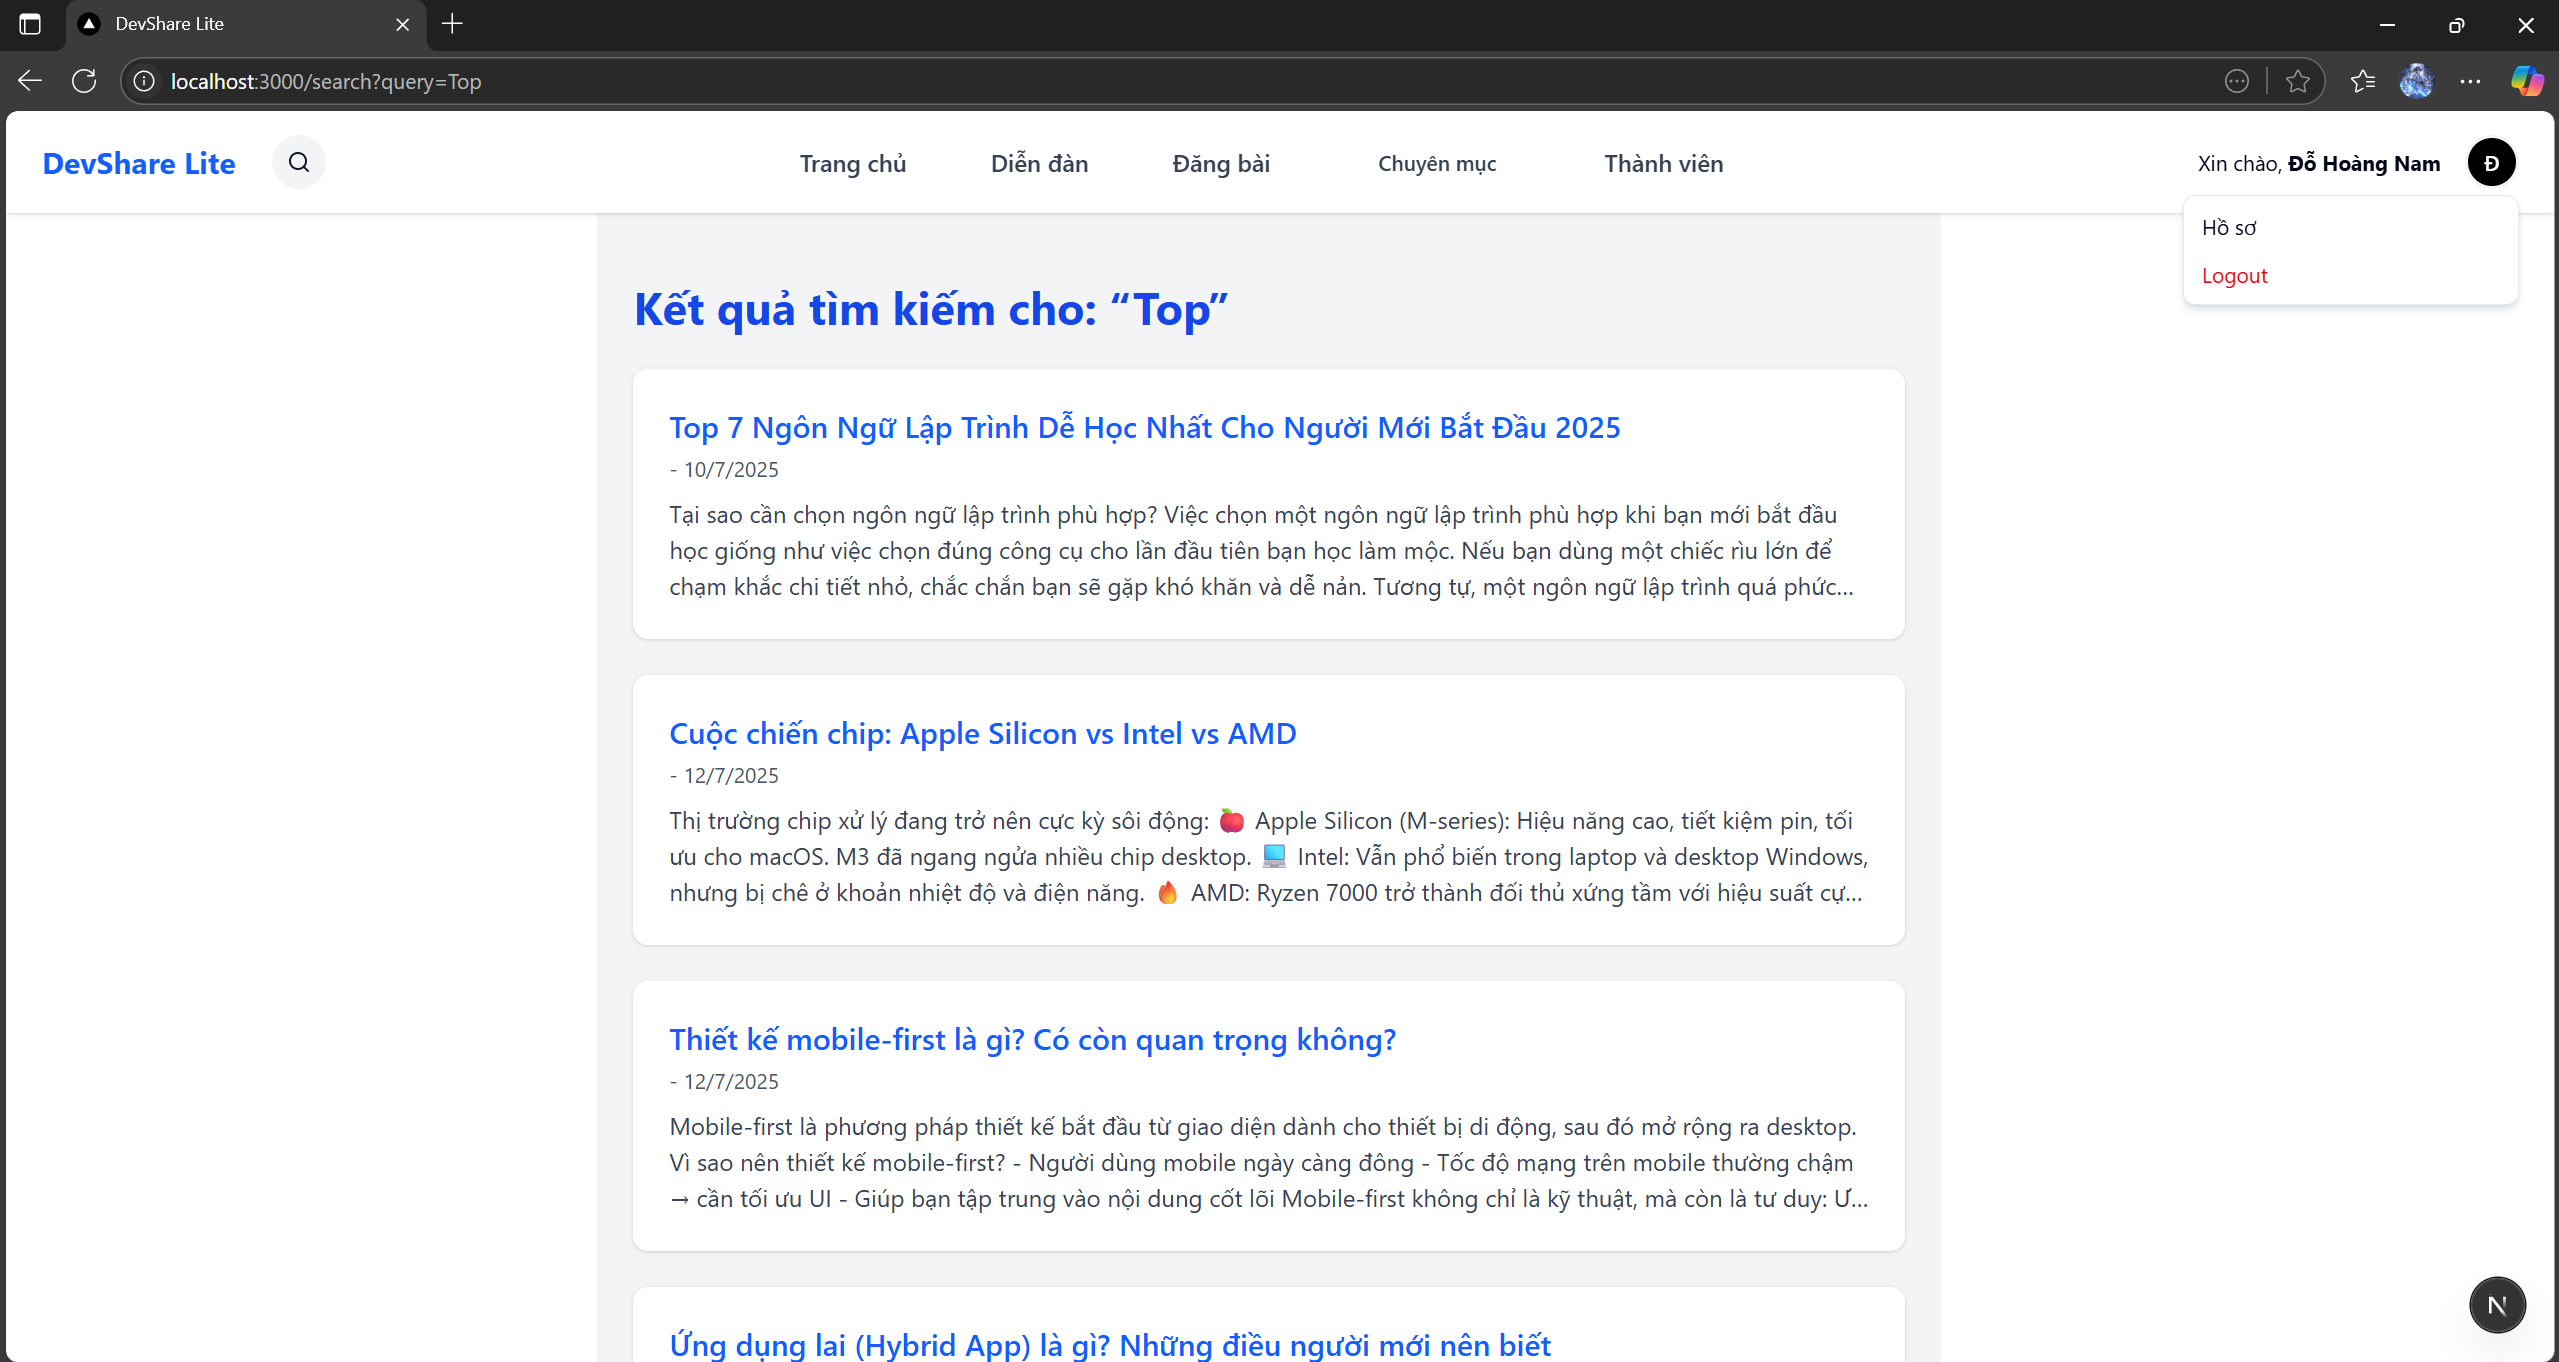 DevShare Lite
localhost:3000/search?query=Top
DevShare Lite
Trang chủ
Diễn đàn
Đăng bài
Chuyên mục
Thành viên
Xin chào, Đỗ Hoàng Nam
Đ
Hồ sơ
Logout
Kết quả tìm kiếm cho: “Top”
Top 7 Ngôn Ngữ Lập Trình Dễ Học Nhất Cho Người Mới Bắt Đầu 2025
- 10/7/2025
Tại sao cần chọn ngôn ngữ lập trình phù hợp? Việc chọn một ngôn ngữ lập trình phù hợp khi bạn mới bắt đầu
học giống như việc chọn đúng công cụ cho lần đầu tiên bạn học làm mộc. Nếu bạn dùng một chiếc rìu lớn để
chạm khắc chi tiết nhỏ, chắc chắn bạn sẽ gặp khó khăn và dễ nản. Tương tự, một ngôn ngữ lập trình quá phức...
Cuộc chiến chip: Apple Silicon vs Intel vs AMD
- 12/7/2025
Thị trường chip xử lý đang trở nên cực kỳ sôi động: 🍎 Apple Silicon (M-series): Hiệu năng cao, tiết kiệm pin, tối
ưu cho macOS. M3 đã ngang ngửa nhiều chip desktop. 💻 Intel: Vẫn phổ biến trong laptop và desktop Windows,
nhưng bị chê ở khoản nhiệt độ và điện năng. 🔥 AMD: Ryzen 7000 trở thành đối thủ xứng tầm với hiệu suất cự...
Thiết kế mobile-first là gì? Có còn quan trọng không?
- 12/7/2025
Mobile-first là phương pháp thiết kế bắt đầu từ giao diện dành cho thiết bị di động, sau đó mở rộng ra desktop.
Vì sao nên thiết kế mobile-first? - Người dùng mobile ngày càng đông - Tốc độ mạng trên mobile thường chậm
→ cần tối ưu UI - Giúp bạn tập trung vào nội dung cốt lõi Mobile-first không chỉ là kỹ thuật, mà còn là tư duy: Ư...
Ứng dụng lai (Hybrid App) là gì? Những điều người mới nên biết
N